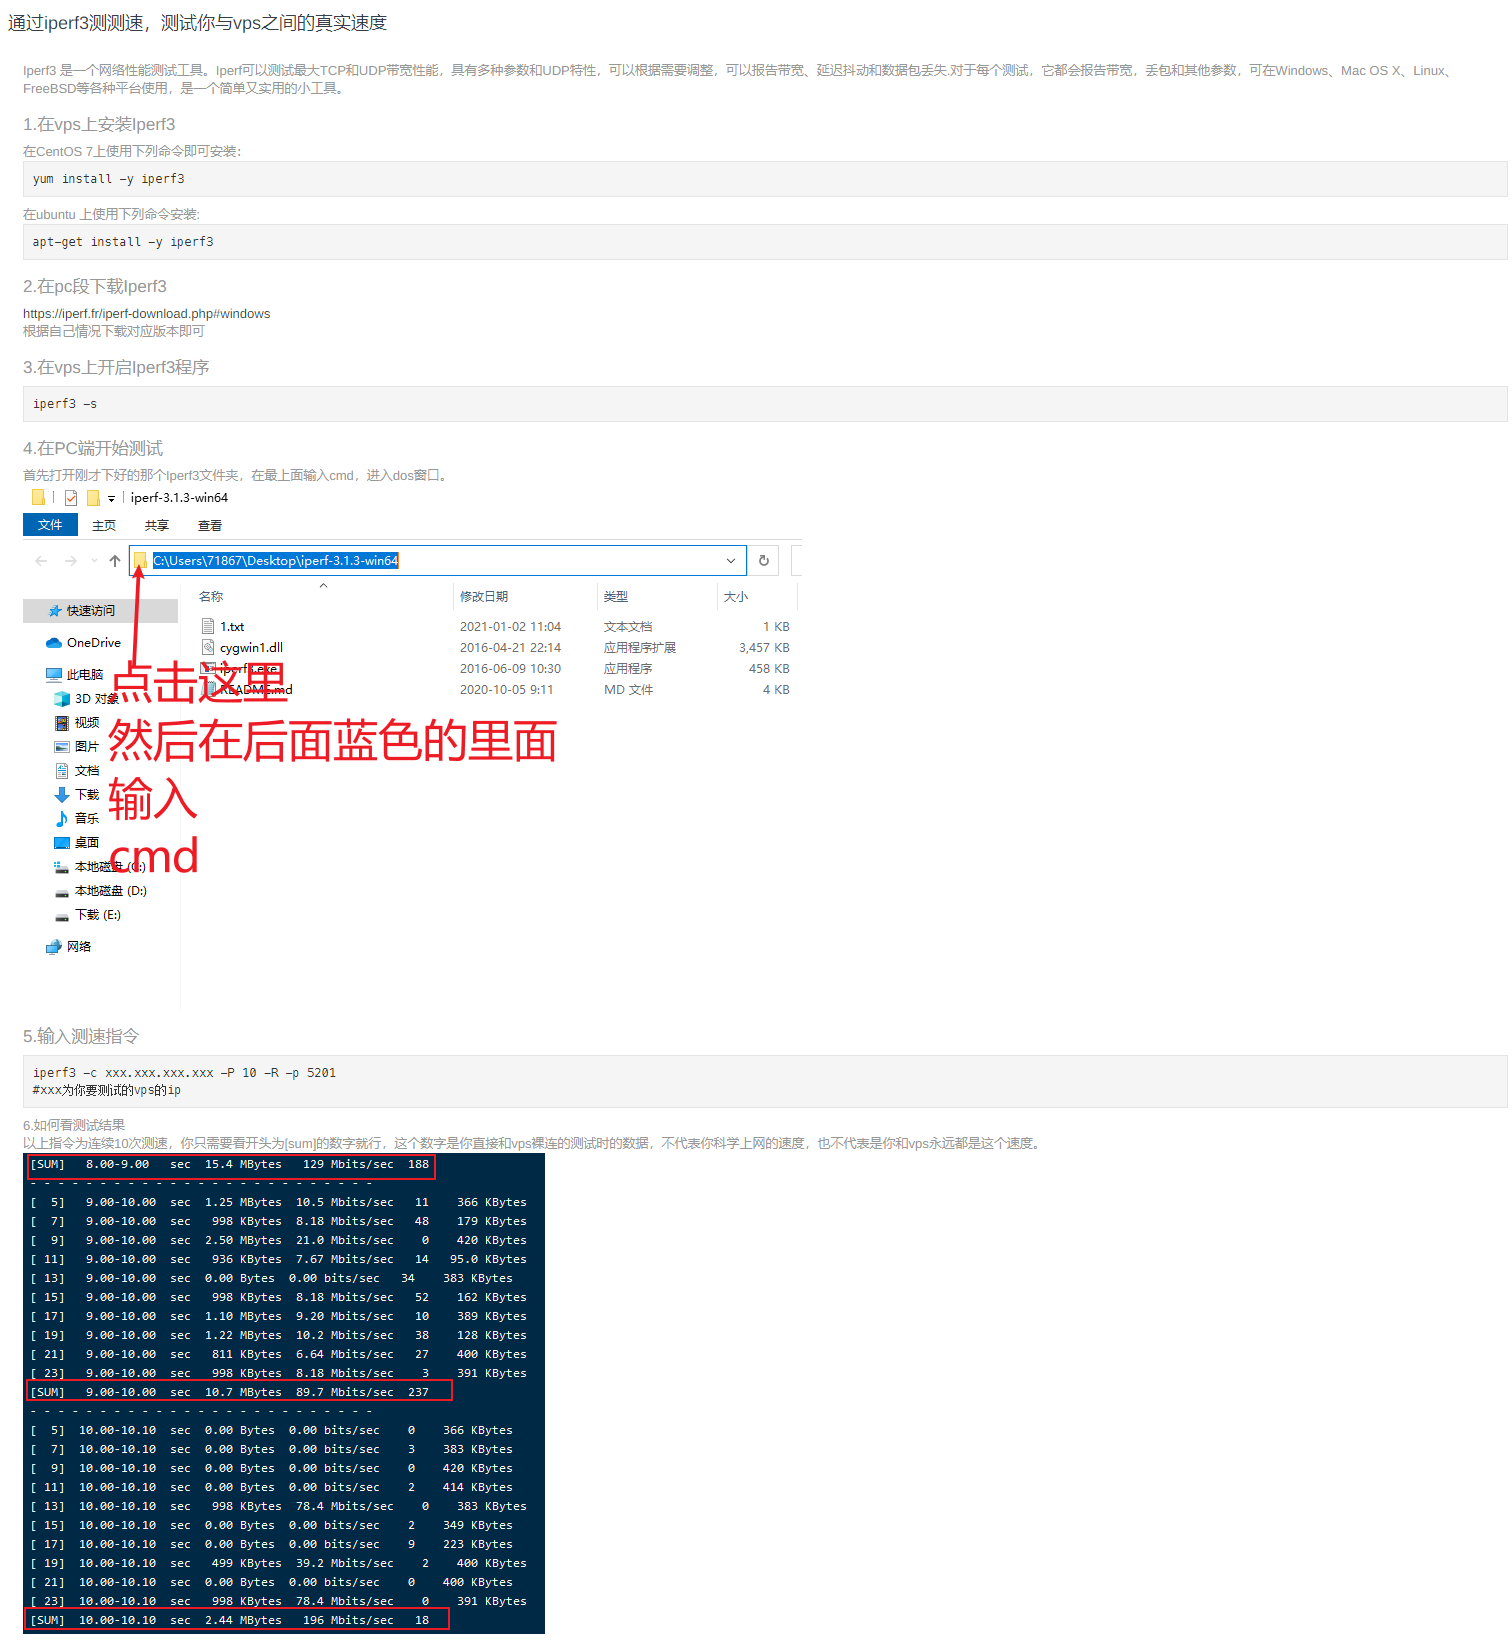 通过iperf3测测速，测试你与vps之间的真实速度
Iperf3 是一个网络性能测试工具。Iperf可以测试最大TCP和UDP带宽性能，具有多种参数和UDP特性，可以根据需要调整，可以报告带宽、延迟抖动和数据包丢失.对于每个测试，它都会报告带宽，丢包和其他参数，可在Windows、Mac OS X、Linux、
FreeBSD等各种平台使用，是一个简单又实用的小工具。
1.在vps上安装Iperf3
在CentOS 7上使用下列命令即可安装：
yum install -y iperf3
在ubuntu 上使用下列命令安装:
apt-get install -y iperf3
2.在pc段下载Iperf3
https://iperf.fr/iperf-download.php#windows
根据自己情况下载对应版本即可
3.在vps上开启Iperf3程序
iperf3 -s
4.在PC端开始测试
首先打开刚才下好的那个Iperf3文件夹，在最上面输入cmd，进入dos窗口。
iperf-3.1.3-win64
文件 主页 共享 查看
C:\Users\71867\Desktop\iperf-3.1.3-win64
名称 修改日期 类型 大小
快速访问
1.txt 2021-01-02 11:04 文本文档 1 KB
OneDrive
cygwin1.dll 2016-04-21 22:14 应用程序扩展 3,457 KB
此电脑
iperf3.exe 2016-06-09 10:30 应用程序 458 KB
3D 对象
README.md 2020-10-05 9:11 MD 文件 4 KB
视频
图片
文档
下载
音乐
桌面
本地磁盘 (C:)
本地磁盘 (D:)
下载 (E:)
网络
点击这里
然后在后面蓝色的里面
输入
cmd
5.输入测速指令
iperf3 -c xxx.xxx.xxx.xxx -P 10 -R -p 5201
#xxx为你要测试的vps的ip
6.如何看测试结果
以上指令为连续10次测速，你只需要看开头为[sum]的数字就行，这个数字是你直接和vps裸连的测试时的数据，不代表你科学上网的速度，也不代表是你和vps永远都是这个速度。
[SUM] 8.00-9.00 sec 15.4 MBytes 129 Mbits/sec 188
- - - - - - - - - - - - - - - - - - - - - - - - -
[ 5] 9.00-10.00 sec 1.25 MBytes 10.5 Mbits/sec 11 366 KBytes
[ 7] 9.00-10.00 sec 998 KBytes 8.18 Mbits/sec 48 179 KBytes
[ 9] 9.00-10.00 sec 2.50 MBytes 21.0 Mbits/sec 0 420 KBytes
[ 11] 9.00-10.00 sec 936 KBytes 7.67 Mbits/sec 14 95.0 KBytes
[ 13] 9.00-10.00 sec 0.00 Bytes 0.00 bits/sec 34 383 KBytes
[ 15] 9.00-10.00 sec 998 KBytes 8.18 Mbits/sec 52 162 KBytes
[ 17] 9.00-10.00 sec 1.10 MBytes 9.20 Mbits/sec 10 389 KBytes
[ 19] 9.00-10.00 sec 1.22 MBytes 10.2 Mbits/sec 38 128 KBytes
[ 21] 9.00-10.00 sec 811 KBytes 6.64 Mbits/sec 27 400 KBytes
[ 23] 9.00-10.00 sec 998 KBytes 8.18 Mbits/sec 3 391 KBytes
[SUM] 9.00-10.00 sec 10.7 MBytes 89.7 Mbits/sec 237
- - - - - - - - - - - - - - - - - - - - - - - - -
[ 5] 10.00-10.10 sec 0.00 Bytes 0.00 bits/sec 0 366 KBytes
[ 7] 10.00-10.10 sec 0.00 Bytes 0.00 bits/sec 3 383 KBytes
[ 9] 10.00-10.10 sec 0.00 Bytes 0.00 bits/sec 0 420 KBytes
[ 11] 10.00-10.10 sec 0.00 Bytes 0.00 bits/sec 2 414 KBytes
[ 13] 10.00-10.10 sec 998 KBytes 78.4 Mbits/sec 0 383 KBytes
[ 15] 10.00-10.10 sec 0.00 Bytes 0.00 bits/sec 2 349 KBytes
[ 17] 10.00-10.10 sec 0.00 Bytes 0.00 bits/sec 9 223 KBytes
[ 19] 10.00-10.10 sec 499 KBytes 39.2 Mbits/sec 2 400 KBytes
[ 21] 10.00-10.10 sec 0.00 Bytes 0.00 bits/sec 0 400 KBytes
[ 23] 10.00-10.10 sec 998 KBytes 78.4 Mbits/sec 0 391 KBytes
[SUM] 10.00-10.10 sec 2.44 MBytes 196 Mbits/sec 18